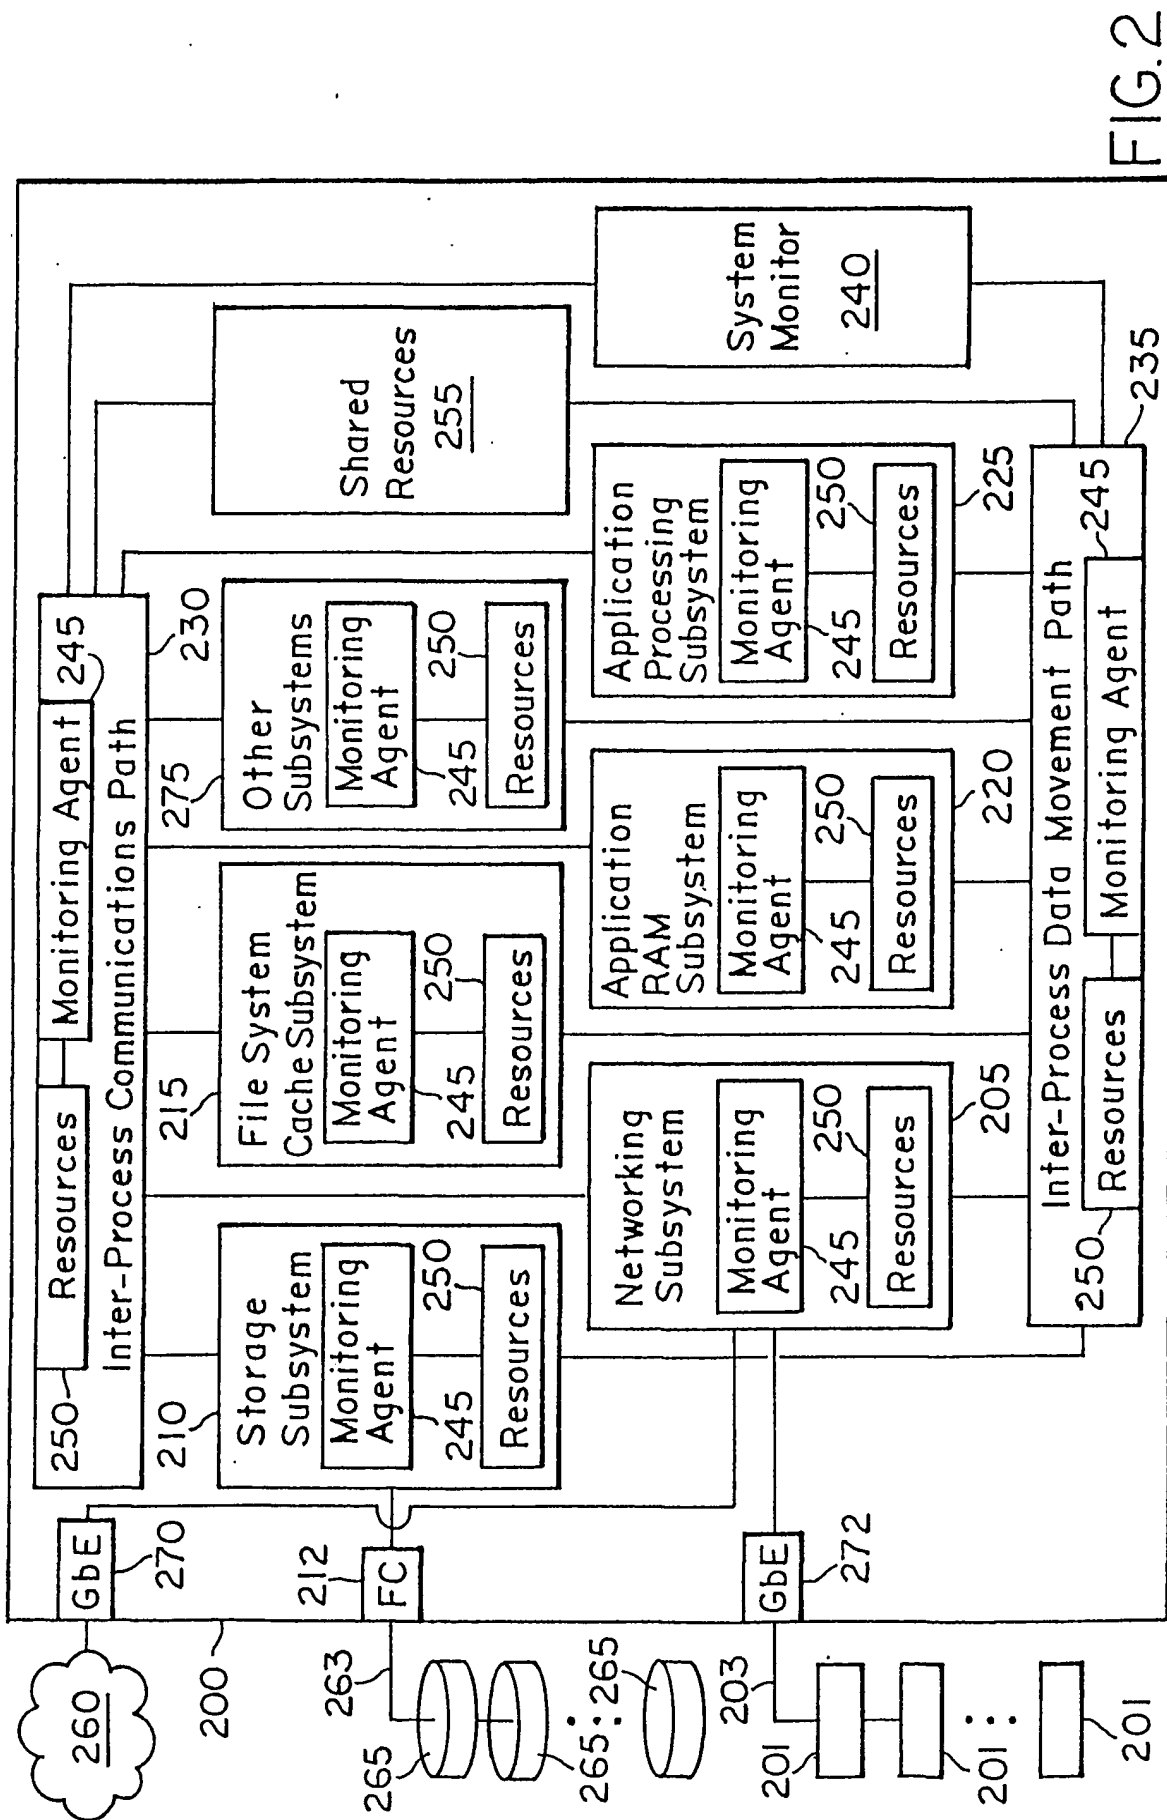 260
GbE
270
200
250
Resources
Monitoring Agent
245
Inter-Process Communications Path
230
210
Storage
Subsystem
Monitoring
Agent
245
250
Resources
215
File System
Cache Subsystem
Monitoring
Agent
245
250
Resources
275
Other
Subsystems
Monitoring
Agent
245
250
Resources
Shared
Resources
255
212
FC
263
265
265
265
Networking
Subsystem
Monitoring
Agent
245
250
Resources
205
Application
RAM
Subsystem
Monitoring
Agent
245
250
Resources
220
Application
Processing
Subsystem
Monitoring
Agent
245
250
Resources
225
System
Monitor
240
GbE
272
203
201
201
201
Inter-Process Data Movement Path
235
250
Resources
Monitoring Agent
245
FIG.2